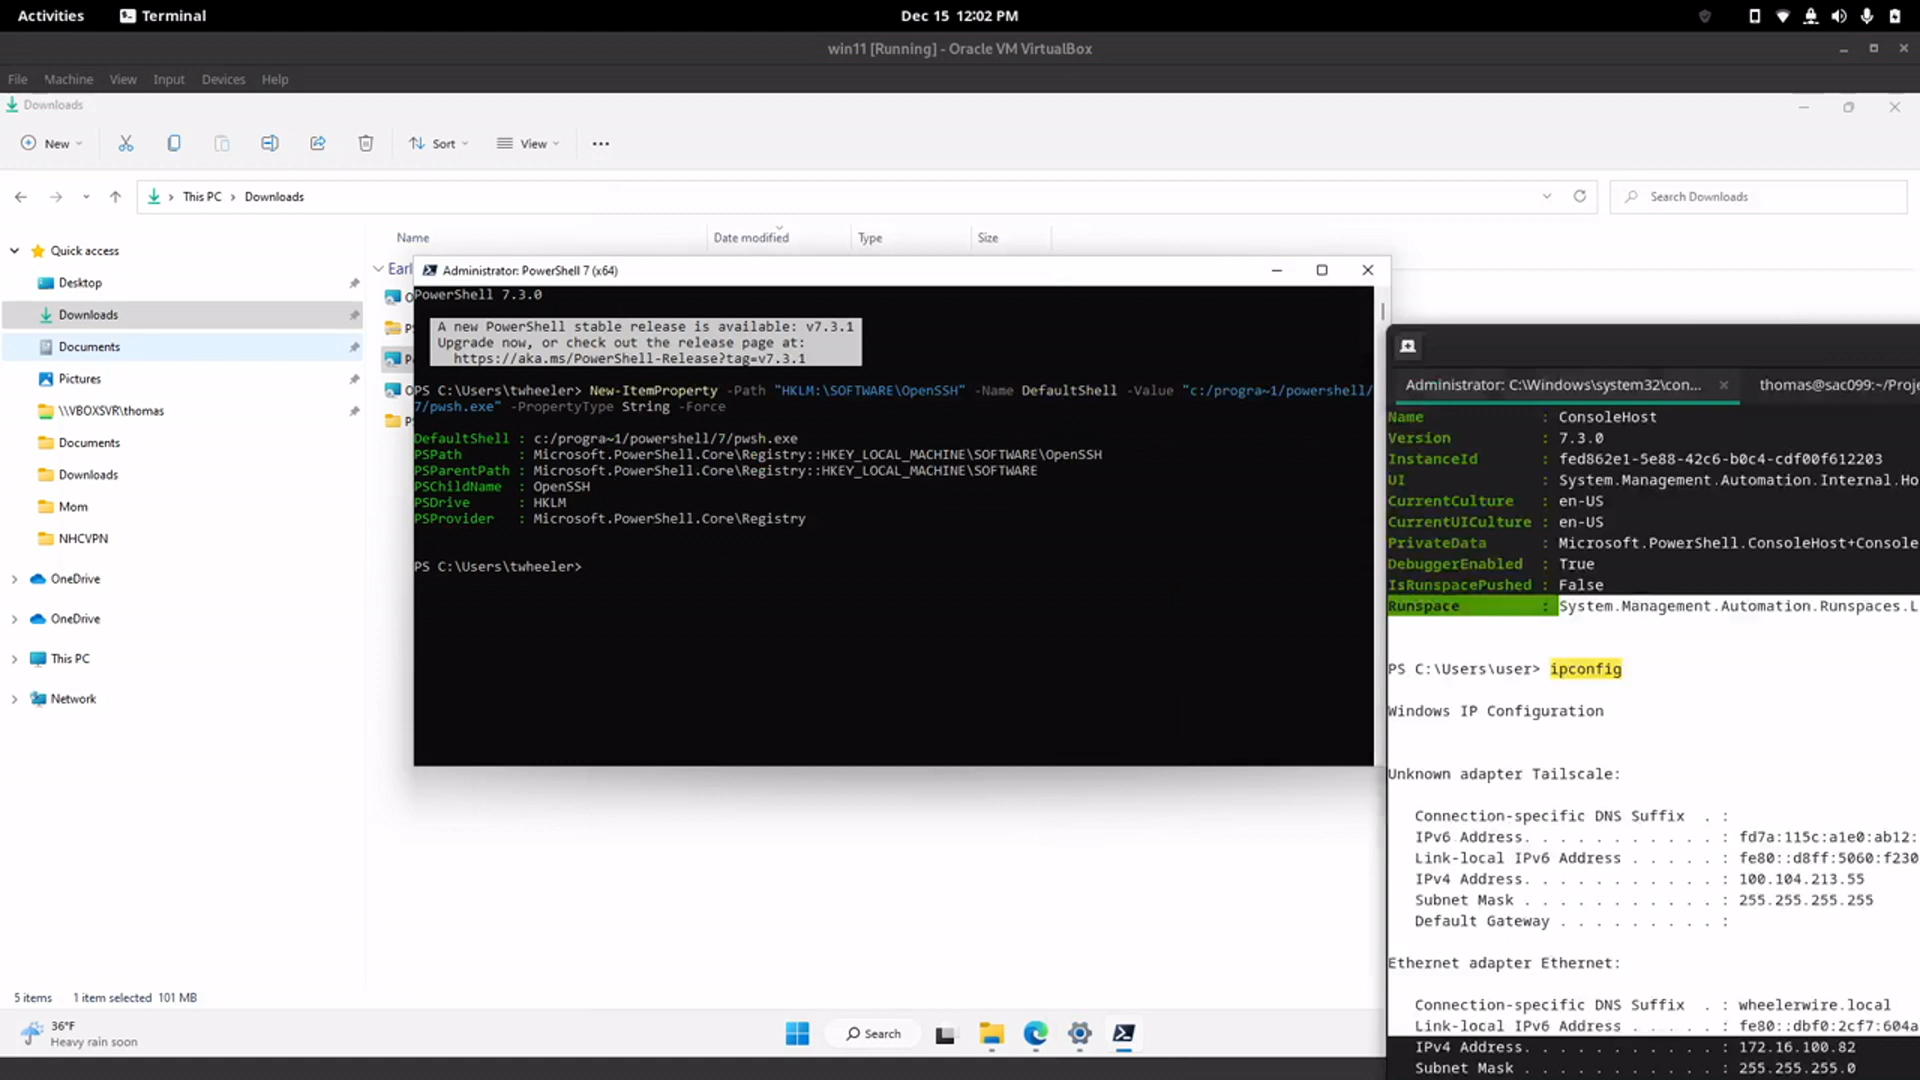 Activities
Terminal
Dec 15 12:02 PM
win11 [Running] - Oracle VM VirtualBox
File Machine View Input Devices Help
Downloads
New
Sort
View
This PC > Downloads
Search Downloads
Name
Date modified
Type
Size
Quick access
Desktop
Downloads
Documents
Pictures
\\VBOXSVR\thomas
Documents
Downloads
Mom
NHCVPN
OneDrive
OneDrive
This PC
Network
5 items 1 item selected 101 MB
Earl
Administrator: PowerShell 7 (x64)
PowerShell 7.3.0
A new PowerShell stable release is available: v7.3.1
Upgrade now, or check out the release page at:
https://aka.ms/PowerShell-Release?tag=v7.3.1
PS C:\Users\twheeler> New-ItemProperty -Path "HKLM:\SOFTWARE\OpenSSH" -Name DefaultShell -Value "c:/progra~1/powershell/
7/pwsh.exe" -PropertyType String -Force
DefaultShell : c:/progra~1/powershell/7/pwsh.exe
PSPath : Microsoft.PowerShell.Core\Registry::HKEY_LOCAL_MACHINE\SOFTWARE\OpenSSH
PSParentPath : Microsoft.PowerShell.Core\Registry::HKEY_LOCAL_MACHINE\SOFTWARE
PSChildName : OpenSSH
PSDrive : HKLM
PSProvider : Microsoft.PowerShell.Core\Registry
PS C:\Users\twheeler>
Administrator: C:\Windows\system32\con...
thomas@sac099:~/Proje
Name : ConsoleHost
Version : 7.3.0
InstanceId : fed862e1-5e88-42c6-b0c4-cdf00f612203
UI : System.Management.Automation.Internal.Ho
CurrentCulture : en-US
CurrentUICulture : en-US
PrivateData : Microsoft.PowerShell.ConsoleHost+Console
DebuggerEnabled : True
IsRunspacePushed : False
Runspace : System.Management.Automation.Runspaces.L
PS C:\Users\user> ipconfig
Windows IP Configuration
Unknown adapter Tailscale:
Connection-specific DNS Suffix . :
IPv6 Address. . . . . . . . . . . : fd7a:115c:a1e0:ab12:
Link-local IPv6 Address . . . . . : fe80::d8ff:5060:f230
IPv4 Address. . . . . . . . . . . : 100.104.213.55
Subnet Mask . . . . . . . . . . . : 255.255.255.255
Default Gateway . . . . . . . . . :
Ethernet adapter Ethernet:
Connection-specific DNS Suffix . : wheelerwire.local
Link-local IPv6 Address . . . . . : fe80::dbf0:2cf7:604a
IPv4 Address. . . . . . . . . . . : 172.16.100.82
Subnet Mask . . . . . . . . . . . : 255.255.255.0
36°F
Heavy rain soon
Search